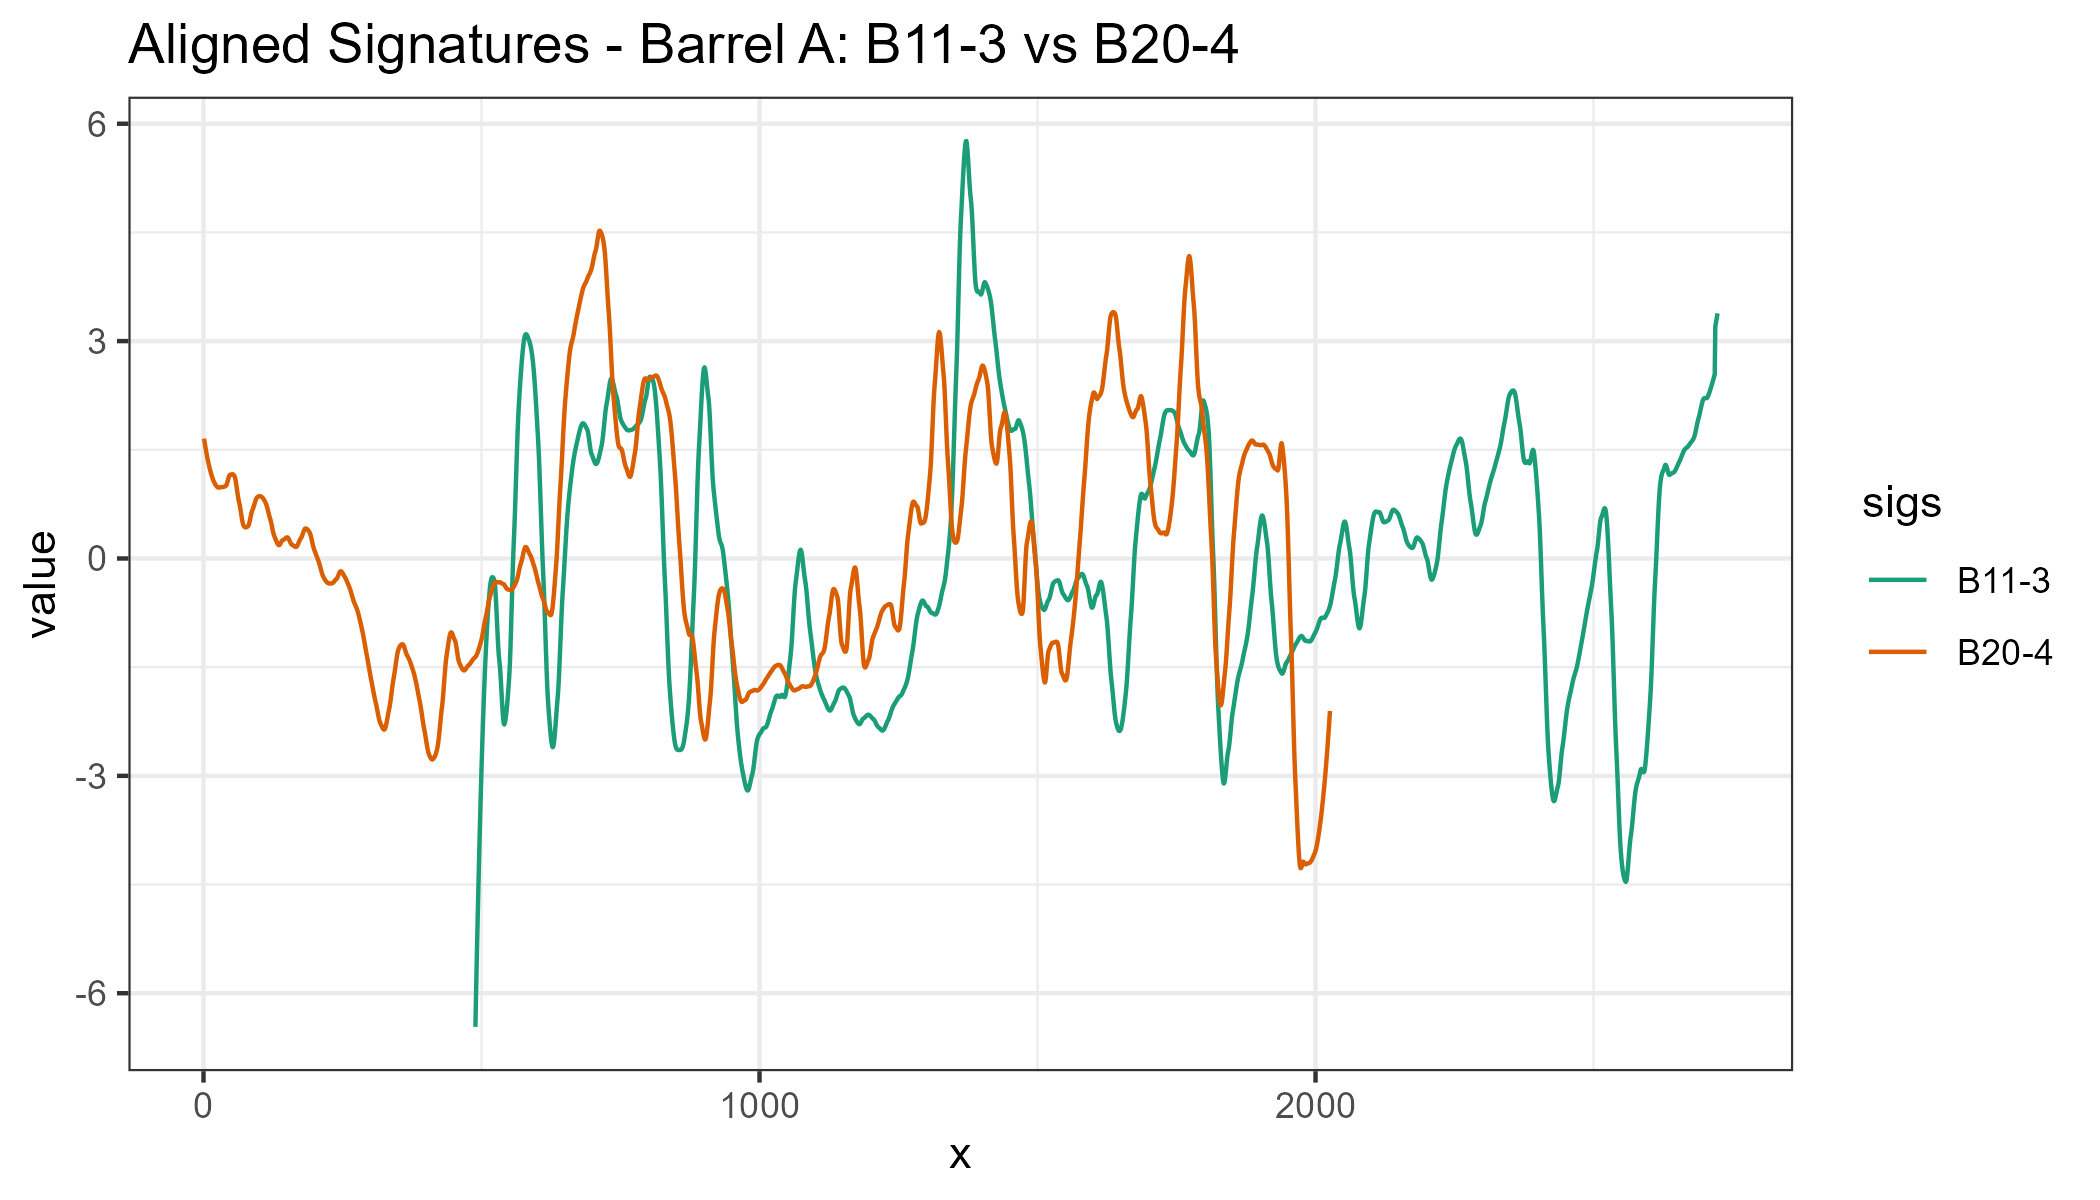 Aligned Signatures - Barrel A: B11-3 vs B20-4
value
6
3
0
-3
-6
0
1000
2000
x
sigs
B11-3
B20-4